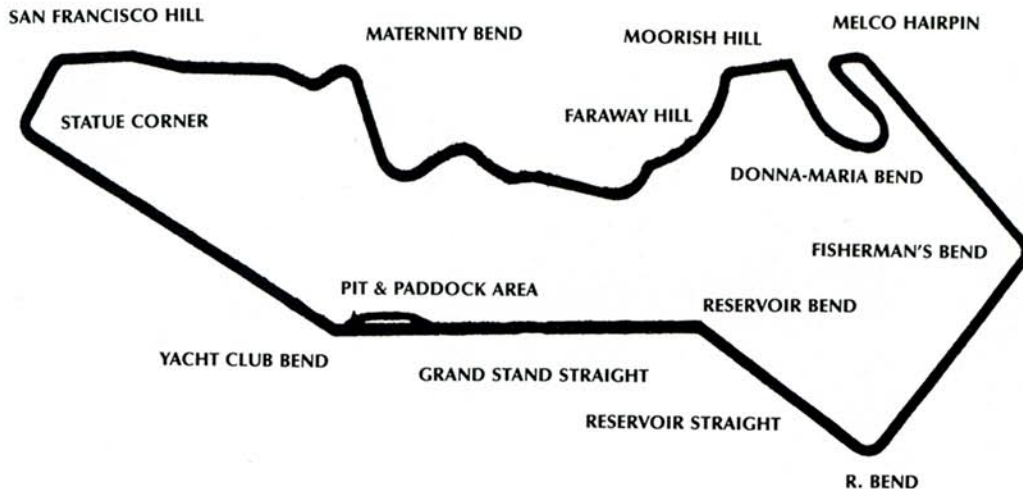 SAN FRANCISCO HILL
MATERNITY BEND
MOORISH HILL
MELCO HAIRPIN
STATUE CORNER
FARAWAY HILL
DONNA-MARIA BEND
FISHERMAN'S BEND
PIT & PADDOCK AREA
RESERVOIR BEND
YACHT CLUB BEND
GRAND STAND STRAIGHT
RESERVOIR STRAIGHT
R. BEND